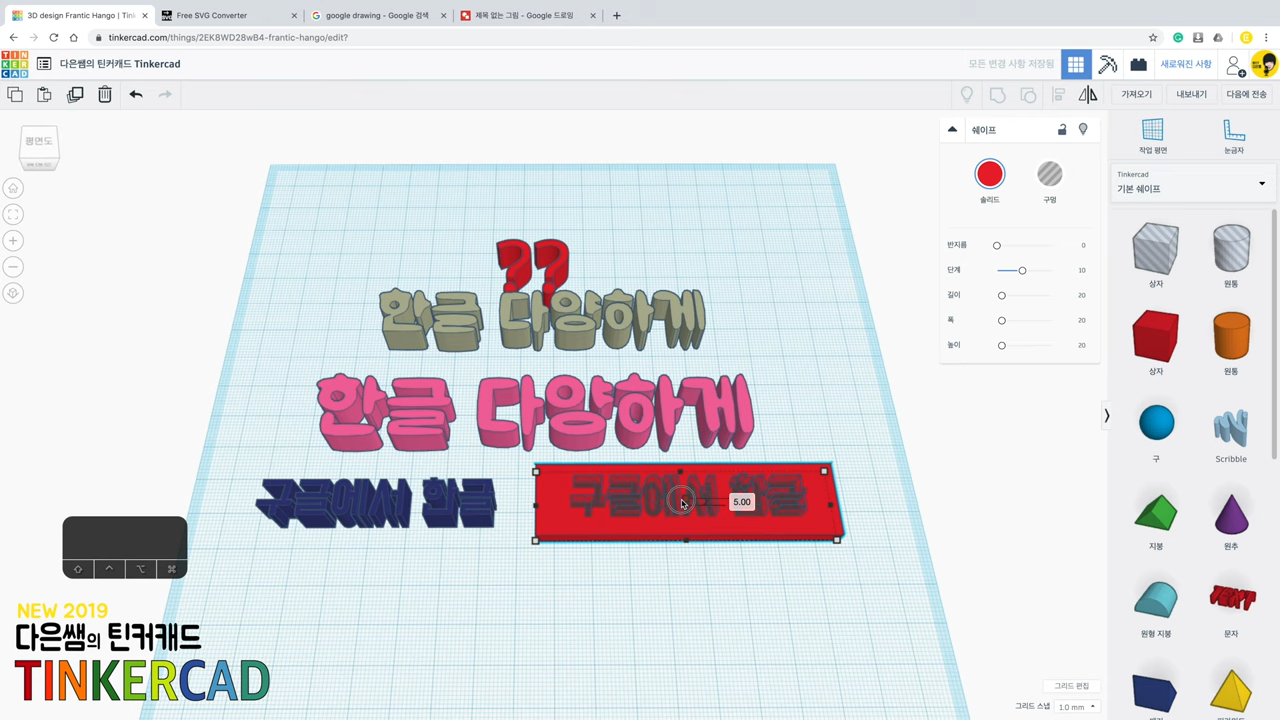 3D design Frantic Hango | Tink
Free SVG Converter
google drawing - Google 검색
제목 없는 그림 - Google 드로잉
tinkercad.com/things/2EK8WD28wB4-frantic-hango/edit?
TIN
KER
CAD
다은쌤의 틴커캐드 Tinkercad
모든 변경 사항 저장됨
새로워진 사항
가져오기
내보내기
다음에 전송
평면도
쉐이프
솔리드
구멍
반지름 0
단계 10
길이 20
폭 20
높이 20
작업 평면
눈금자
Tinkercad
기본 쉐이프
상자
원통
상자
원통
구
Scribble
지붕
원추
원형 지붕
TEXT
문자
??
한글 다양하게
한글 다양하게
구글에서 한글
구글에서 한글
5.00
NEW 2019
다은쌤의 틴커캐드
TINKERCAD
그리드 편집
그리드 스냅 1.0 mm